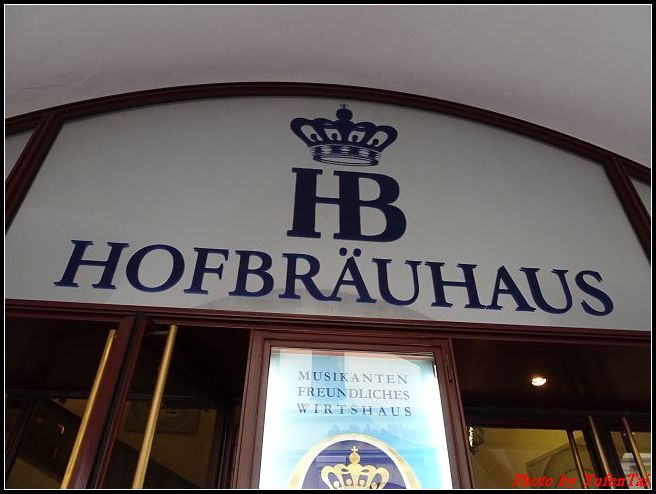 HB
HOFBRÄUHAUS
MUSIKANTEN
FREUNDLICHES
WIRTSHAUS
Photo by YufenTai